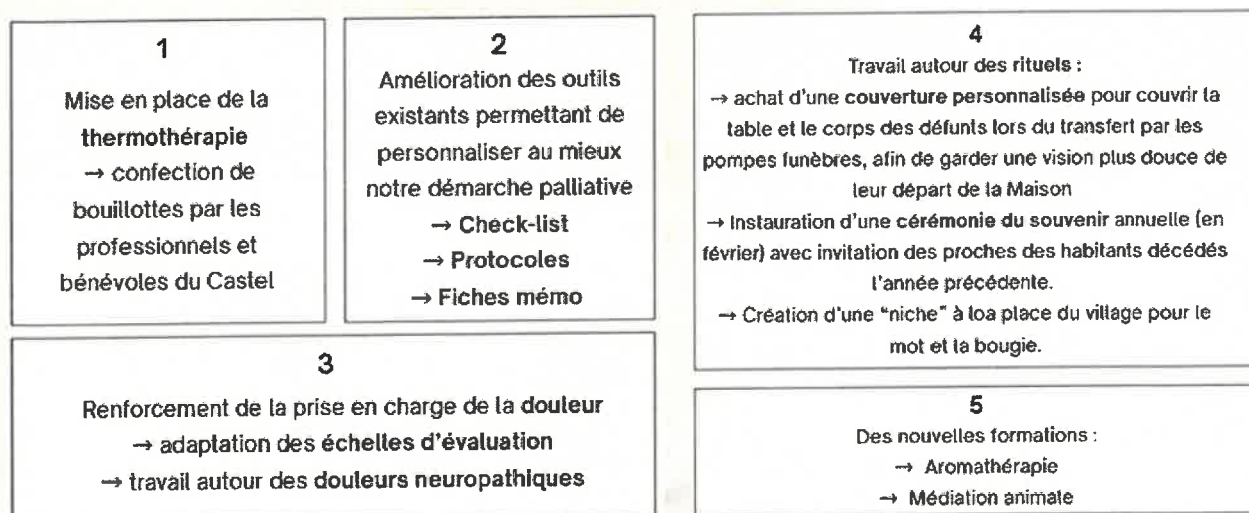 1
Mise en place de la
thermothérapie
→ confection de
bouillottes par les
professionnels et
bénévoles du Castel
2
Amélioration des outils
existants permettant de
personnaliser au mieux
notre démarche palliative
→ Check-list
→ Protocoles
→ Fiches mémo
3
Renforcement de la prise en charge de la douleur
→ adaptation des échelles d'évaluation
→ travail autour des douleurs neuropathiques
4
Travail autour des rituels :
→ achat d'une couverture personnalisée pour couvrir la
table et le corps des défunts lors du transfert par les
pompes funèbres, afin de garder une vision plus douce de
leur départ de la Maison
→ Instauration d'une cérémonie du souvenir annuelle (en
février) avec invitation des proches des habitants décédés
l'année précédente.
→ Création d'une "niche" à loa place du village pour le
mot et la bougie.
5
Des nouvelles formations :
→ Aromathérapie
→ Médiation animale